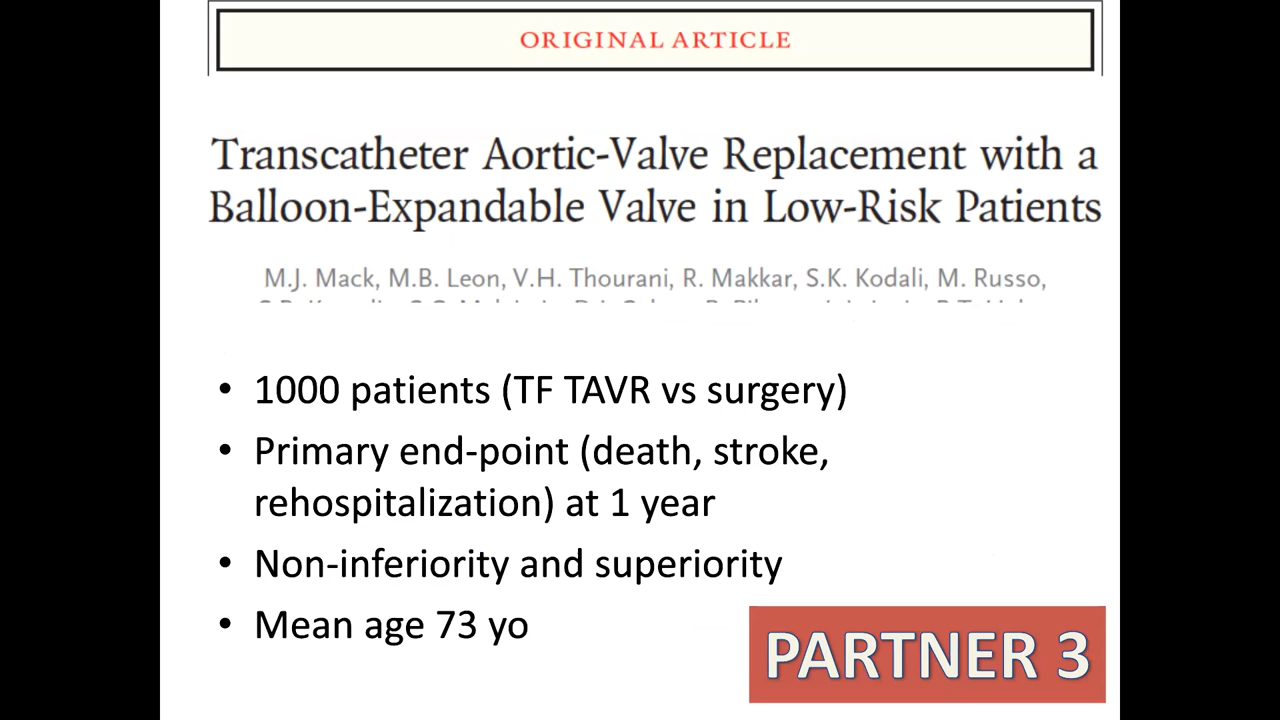 ORIGINAL ARTICLE
Transcatheter Aortic-Valve Replacement with a
Balloon-Expandable Valve in Low-Risk Patients
M.J. Mack, M.B. Leon, V.H. Thourani, R. Makkar, S.K. Kodali, M. Russo,
• 1000 patients (TF TAVR vs surgery)
• Primary end-point (death, stroke,
rehospitalization) at 1 year
• Non-inferiority and superiority
• Mean age 73 yo
PARTNER 3